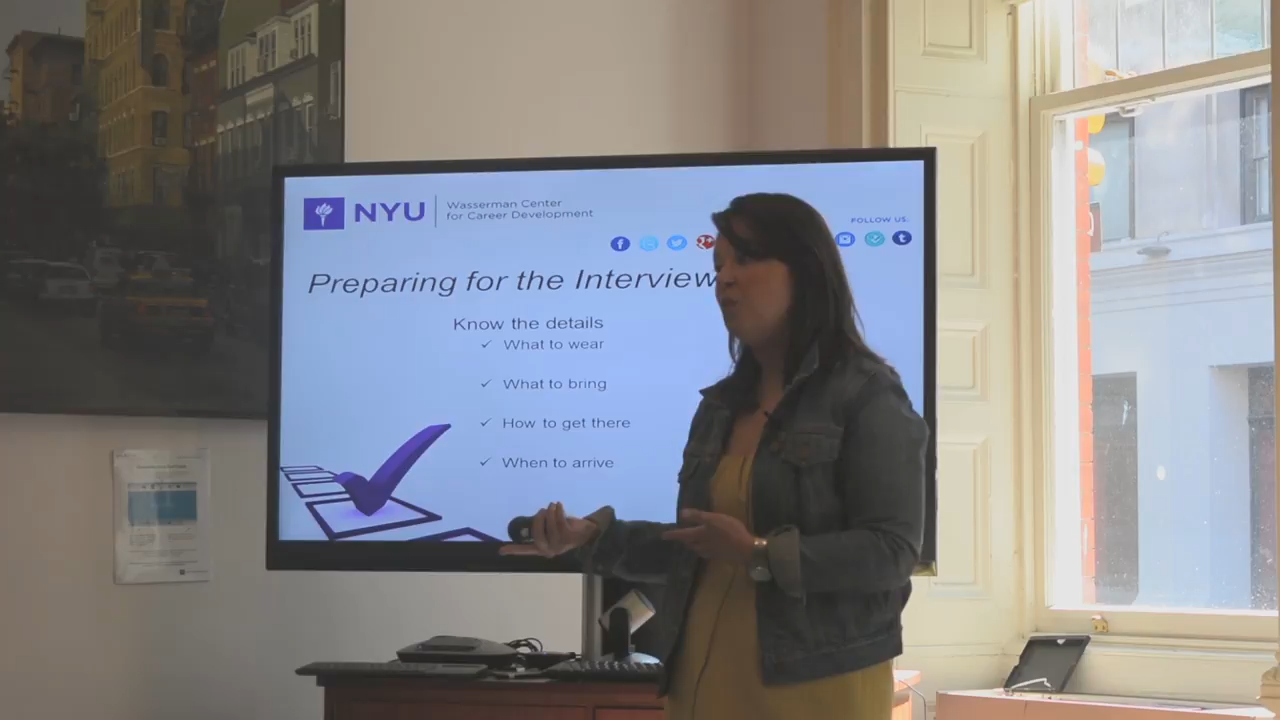 NYU
Wasserman Center
for Career Development
FOLLOW US.
Preparing for the Interview
Know the details
✓ What to wear
✓ What to bring
✓ How to get there
✓ When to arrive